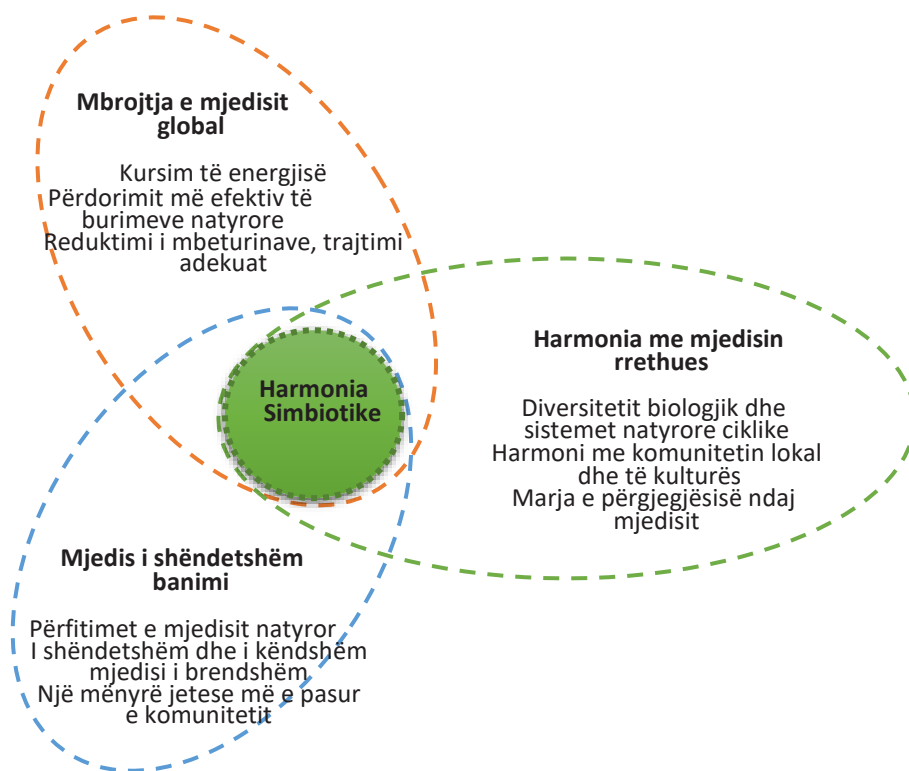 Mbrojtja e mjedisit
global
Kursim të energjisë
Përdorimit më efektiv të
burimeve natyrore
Reduktimi i mbeturinave, trajtimi
adekuat
Harmonia
Simbiotike
Harmonia me mjedisin
rrethues
Diversitetit biologjik dhe
sistemet natyrore ciklike
Harmoni me komunitetin lokal
dhe të kulturës
Marja e përgjegjësisë ndaj
mjedisit
Mjedis i shëndetshëm
banimi
Përfitimet e mjedisit natyror
I shëndetshëm dhe i këndshëm
mjedisi i brendshëm
Një mënyrë jetese më e pasur
e komunitetit